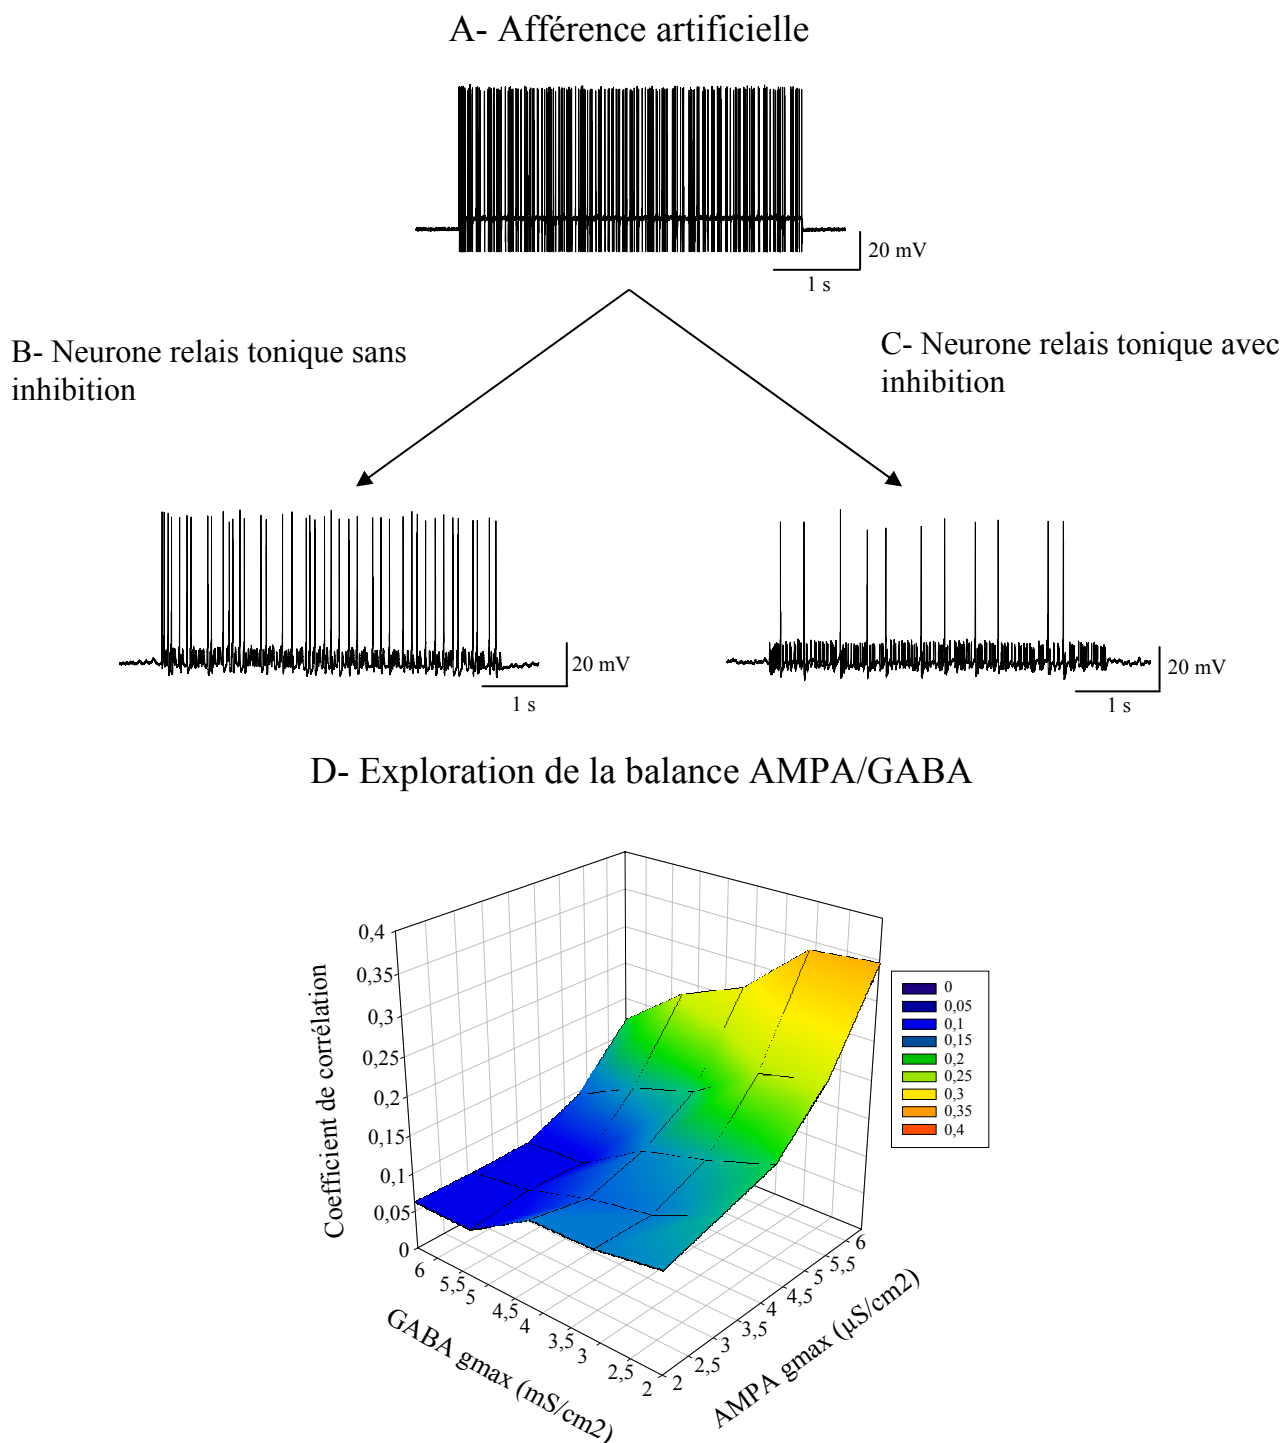 A- Afférence artificielle
20 mV
1 s
B- Neurone relais tonique sans
inhibition
C- Neurone relais tonique avec
inhibition
20 mV
1 s
20 mV
1 s
D- Exploration de la balance AMPA/GABA
Coefficient de corrélation
0,4
0,35
0,3
0,25
0,2
0,15
0,1
0,05
0
6
5,5
5
4,5
4
3,5
3
2,5
2
GABA gmax (mS/cm2)
2
2,5
3
3,5
4
4,5
5
5,5
6
AMPA gmax (µS/cm2)
0
0,05
0,1
0,15
0,2
0,25
0,3
0,35
0,4